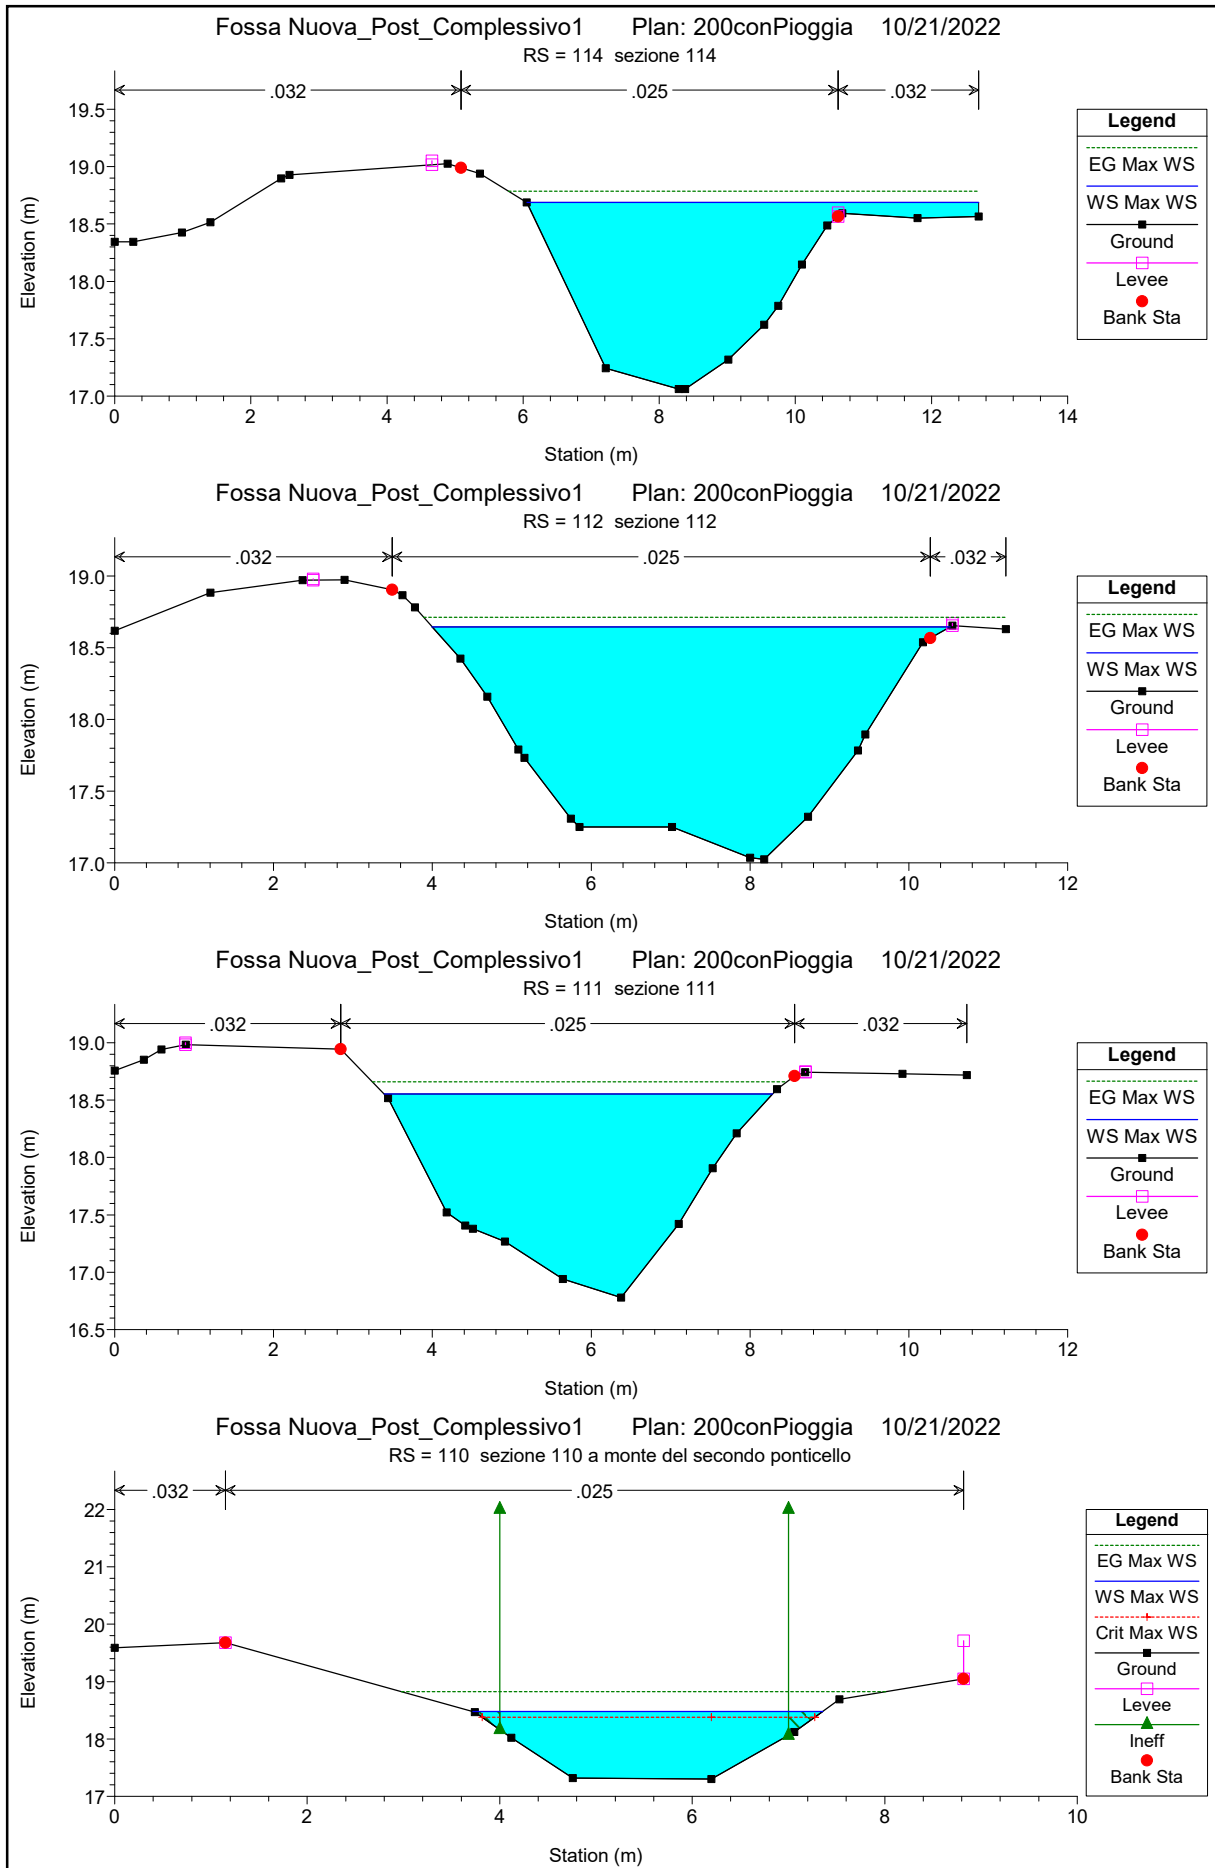 Fossa Nuova_Post_Complessivo1 Plan: 200conPioggia 10/21/2022
RS = 114 sezione 114
.032 .025 .032
19.5
19.0
18.5
18.0
17.5
17.0
Elevation (m)
0 2 4 6 8 10 12 14
Station (m)
Legend
EG Max WS
WS Max WS
Ground
Levee
Bank Sta
Fossa Nuova_Post_Complessivo1 Plan: 200conPioggia 10/21/2022
RS = 112 sezione 112
.032 .025 .032
19.0
18.5
18.0
17.5
17.0
Elevation (m)
0 2 4 6 8 10 12
Station (m)
Legend
EG Max WS
WS Max WS
Ground
Levee
Bank Sta
Fossa Nuova_Post_Complessivo1 Plan: 200conPioggia 10/21/2022
RS = 111 sezione 111
.032 .025 .032
19.0
18.5
18.0
17.5
17.0
16.5
Elevation (m)
0 2 4 6 8 10 12
Station (m)
Legend
EG Max WS
WS Max WS
Ground
Levee
Bank Sta
Fossa Nuova_Post_Complessivo1 Plan: 200conPioggia 10/21/2022
RS = 110 sezione 110 a monte del secondo ponticello
.032 .025
22
21
20
19
18
17
Elevation (m)
0 2 4 6 8 10
Station (m)
Legend
EG Max WS
WS Max WS
Crit Max WS
Ground
Levee
Ineff
Bank Sta